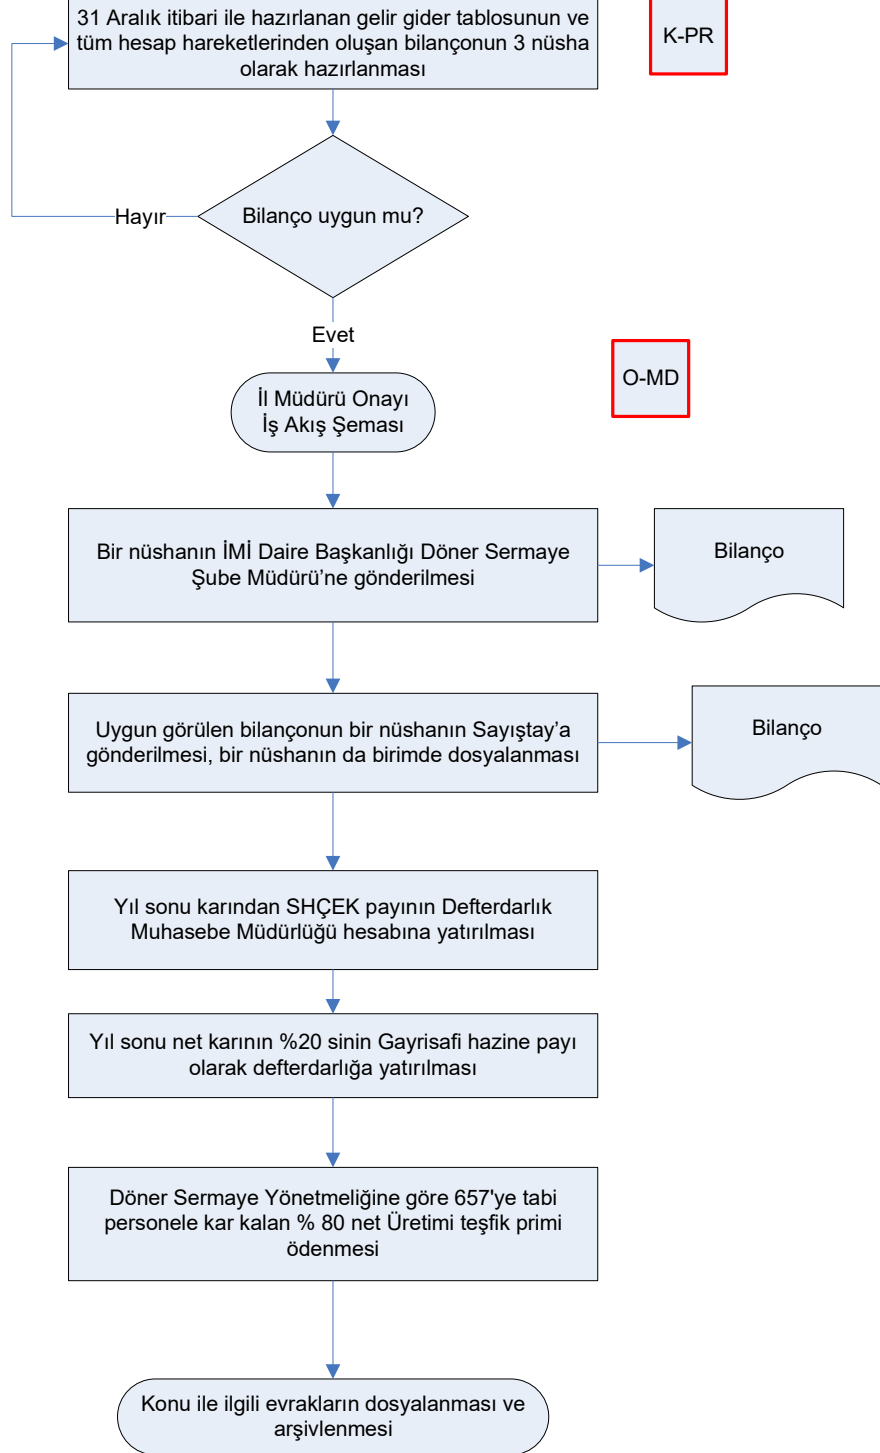 31 Aralık itibari ile hazırlanan gelir gider tablosunun ve
tüm hesap hareketlerinden oluşan bilançonun 3 nüsha
olarak hazırlanması
K-PR
Bilanço uygun mu?
Hayır
Evet
İl Müdürü Onayı
İş Akış Şeması
O-MD
Bir nüshanın İMİ Daire Başkanlığı Döner Sermaye
Şube Müdürü’ne gönderilmesi
Bilanço
Uygun görülen bilançonun bir nüshanın Sayıştay’a
gönderilmesi, bir nüshanın da birimde dosyalanması
Bilanço
Yıl sonu karından SHÇEK payının Defterdarlık
Muhasebe Müdürlüğü hesabına yatırılması
Yıl sonu net karının %20 sinin Gayrisafi hazine payı
olarak defterdarlığa yatırılması
Döner Sermaye Yönetmeliğine göre 657'ye tabi
personele kar kalan % 80 net Üretimi teşfik primi
ödenmesi
Konu ile ilgili evrakların dosyalanması ve
arşivlenmesi